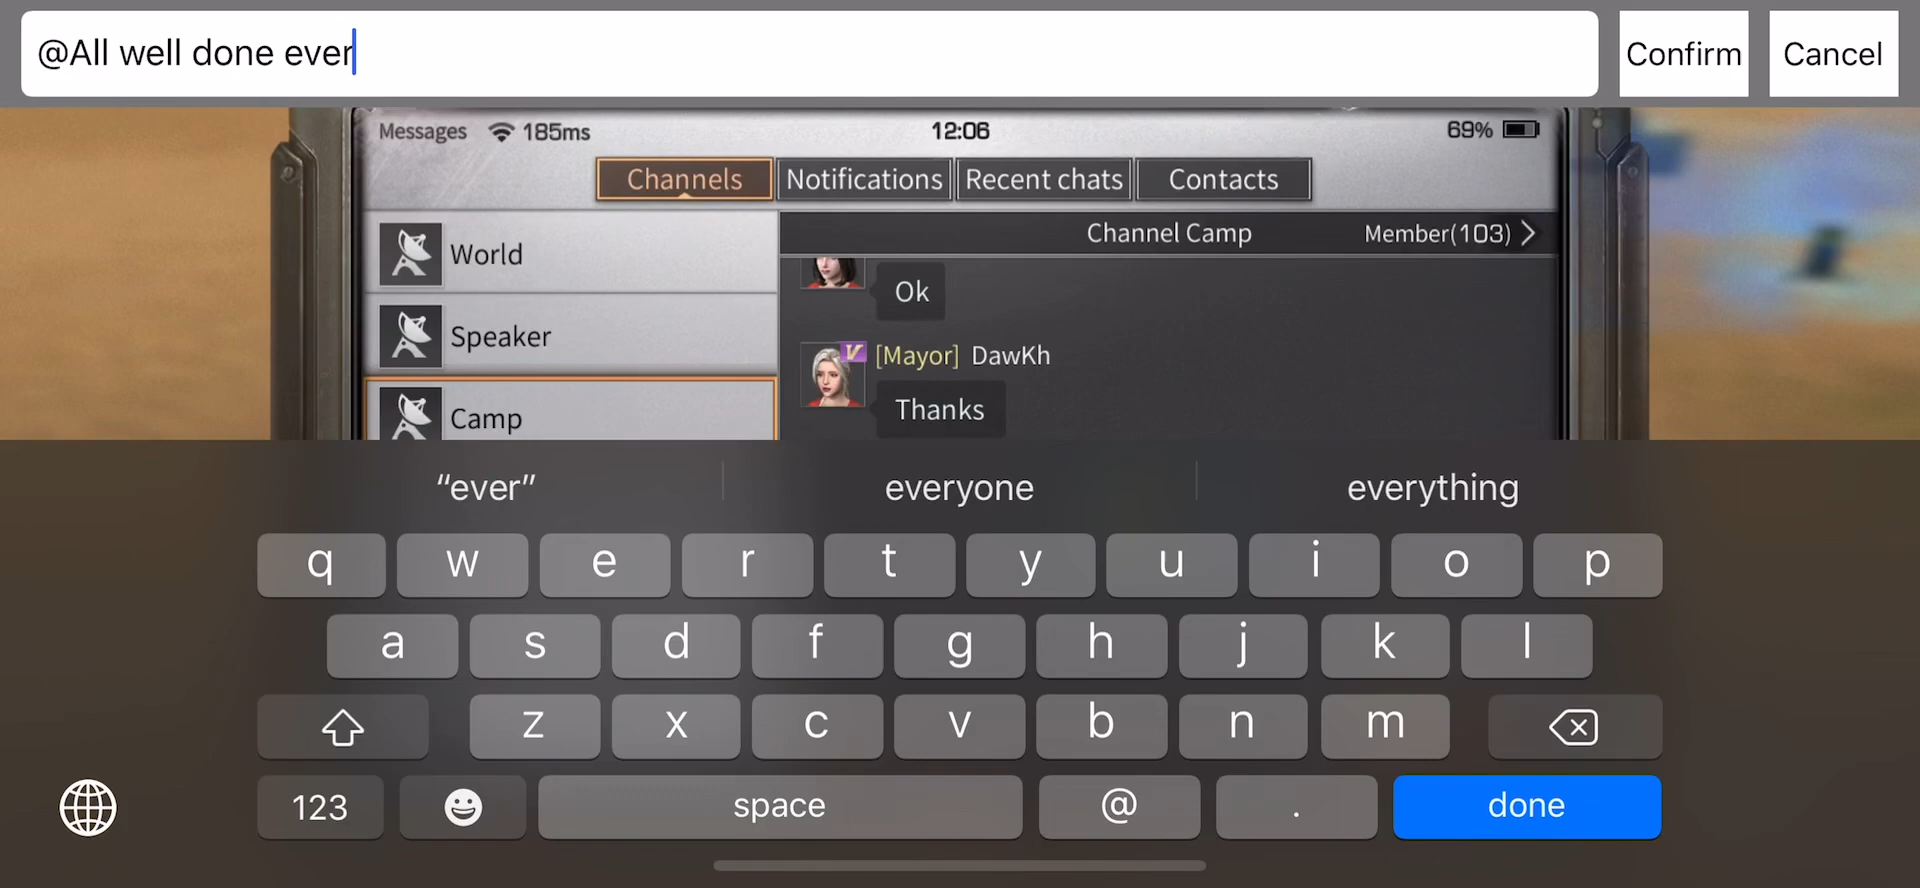 @All well done ever
Confirm
Cancel
Messages 185ms
12:06
69%
Channels
Notifications
Recent chats
Contacts
World
Speaker
Camp
Channel Camp
Member(103)
Ok
V
[Mayor] DawKh
Thanks
“ever”
everyone
everything
q w e r t y u i o p
a s d f g h j k l
z x c v b n m
123
space
@
.
done